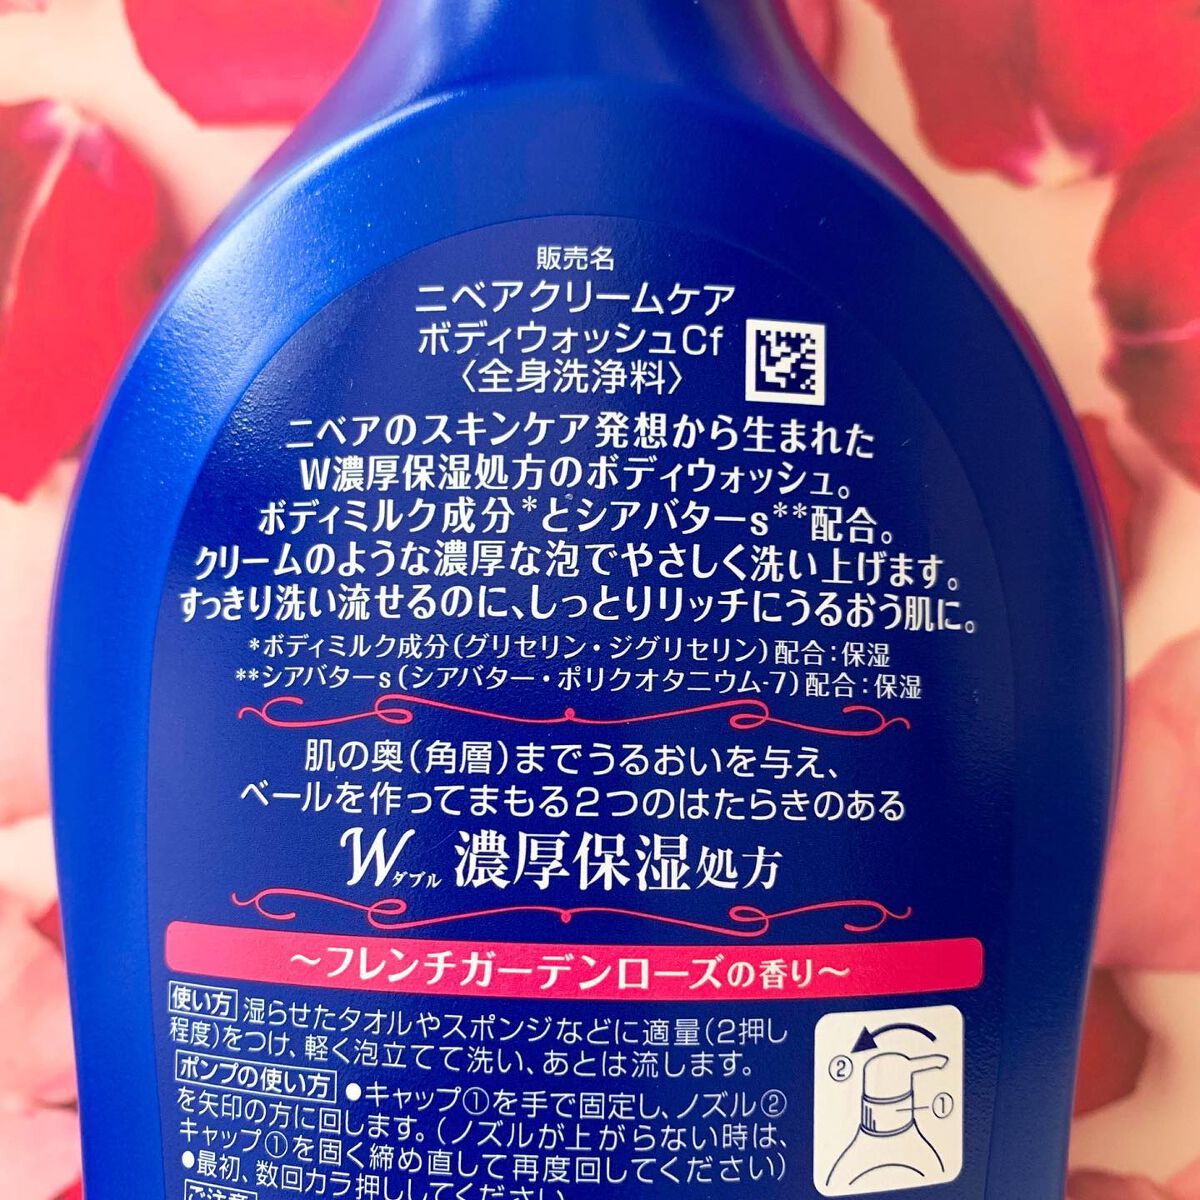 販売名
ニベアクリームケア
ボディウォッシュCf
〈全身洗浄料〉
ニベアのスキンケア発想から生まれた
W濃厚保湿処方のボディウォッシュ。
ボディミルク成分*とシアバターs**配合。
クリームのような濃厚な泡でやさしく洗い上げます。
すっきり洗い流せるのに、しっとりリッチにうるおう肌に。
*ボディミルク成分(グリセリン・ジグリセリン)配合:保湿
**シアバターs(シアバター・ポリクオタニウム-7)配合:保湿
肌の奥(角層)までうるおいを与え、
ベールを作ってまもる2つのはたらきのある
Wダブル 濃厚保湿処方
～フレンチガーデンローズの香り～
使い方 湿らせたタオルやスポンジなどに適量(2押し
程度)をつけ、軽く泡立てて洗い、あとは流します。
ポンプの使い方 ●キャップ①を手で固定し、ノズル②
を矢印の方に回します。(ノズルが上がらない時は、
キャップ①を固く締め直して再度回してください)
●最初、数回カラ押ししてください
ご注意
②
①